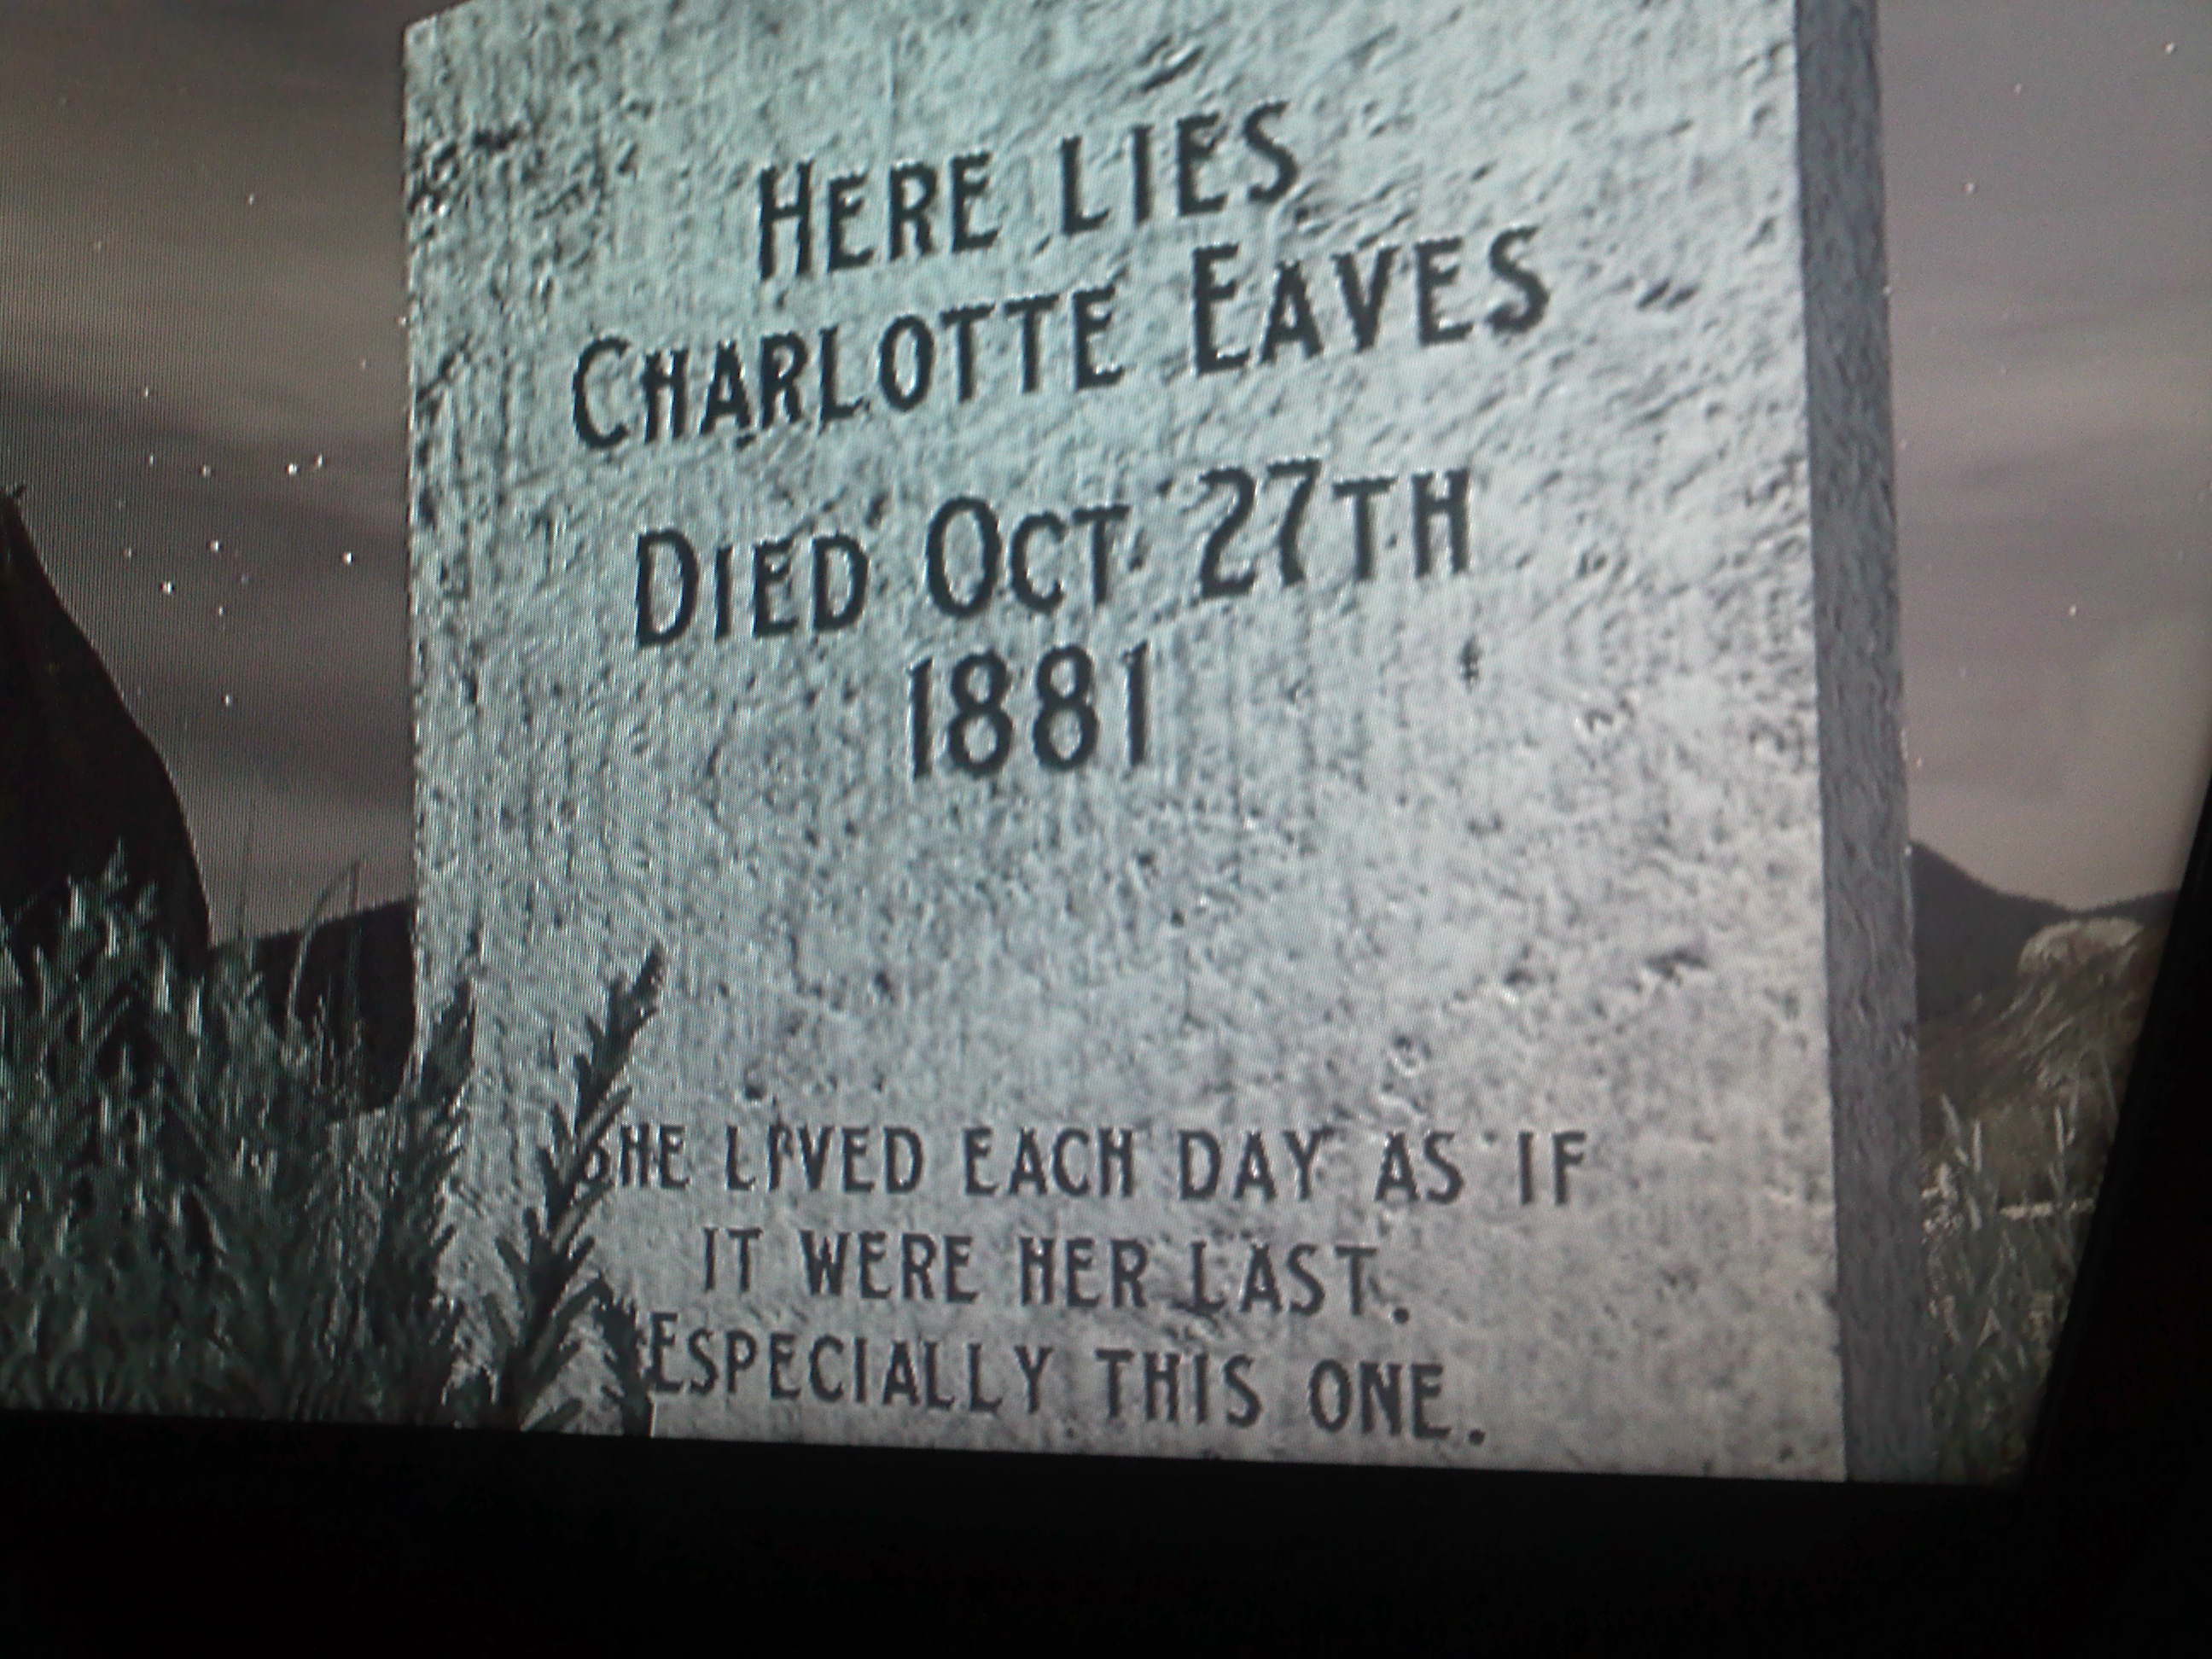 HERE LIES
CHARLOTTE EAVES
DIED OCT 27TH
1881
SHE LIVED EACH DAY AS IF
IT WERE HER LAST.
ESPECIALLY THIS ONE.